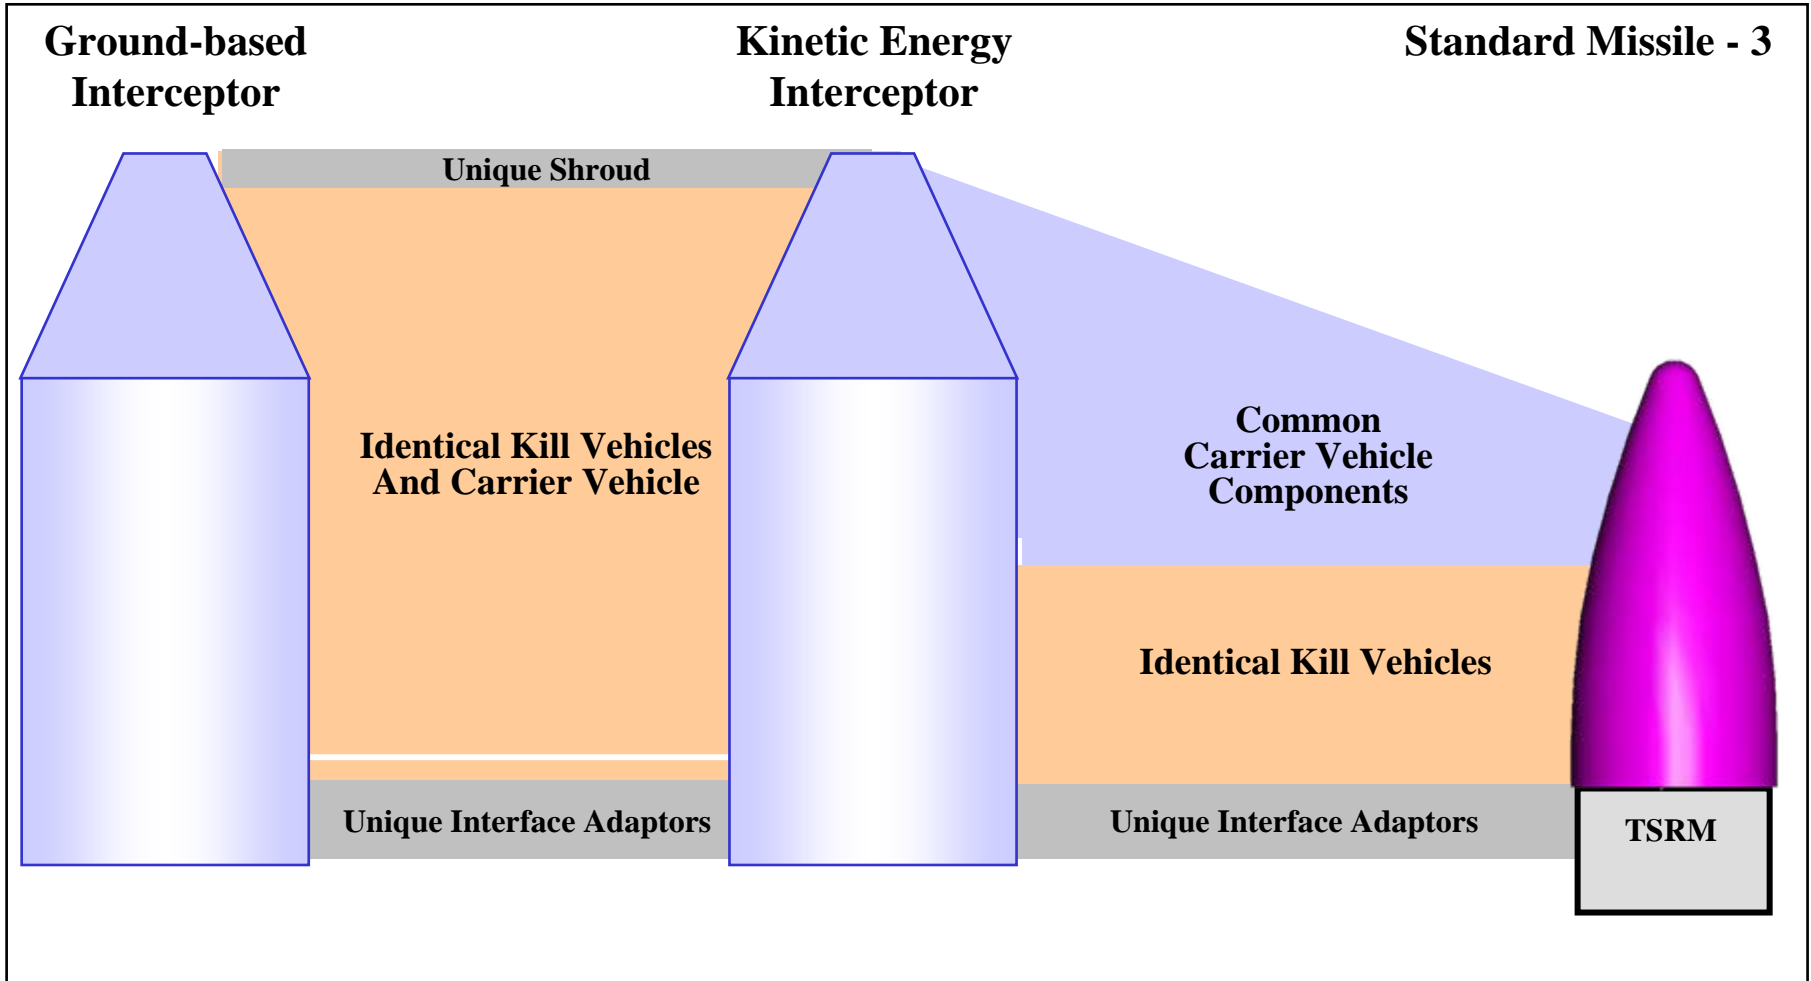 Ground-based
Interceptor
Kinetic Energy
Interceptor
Standard Missile - 3
Unique Shroud
Identical Kill Vehicles
And Carrier Vehicle
Common
Carrier Vehicle
Components
Identical Kill Vehicles
Unique Interface Adaptors
Unique Interface Adaptors
TSRM